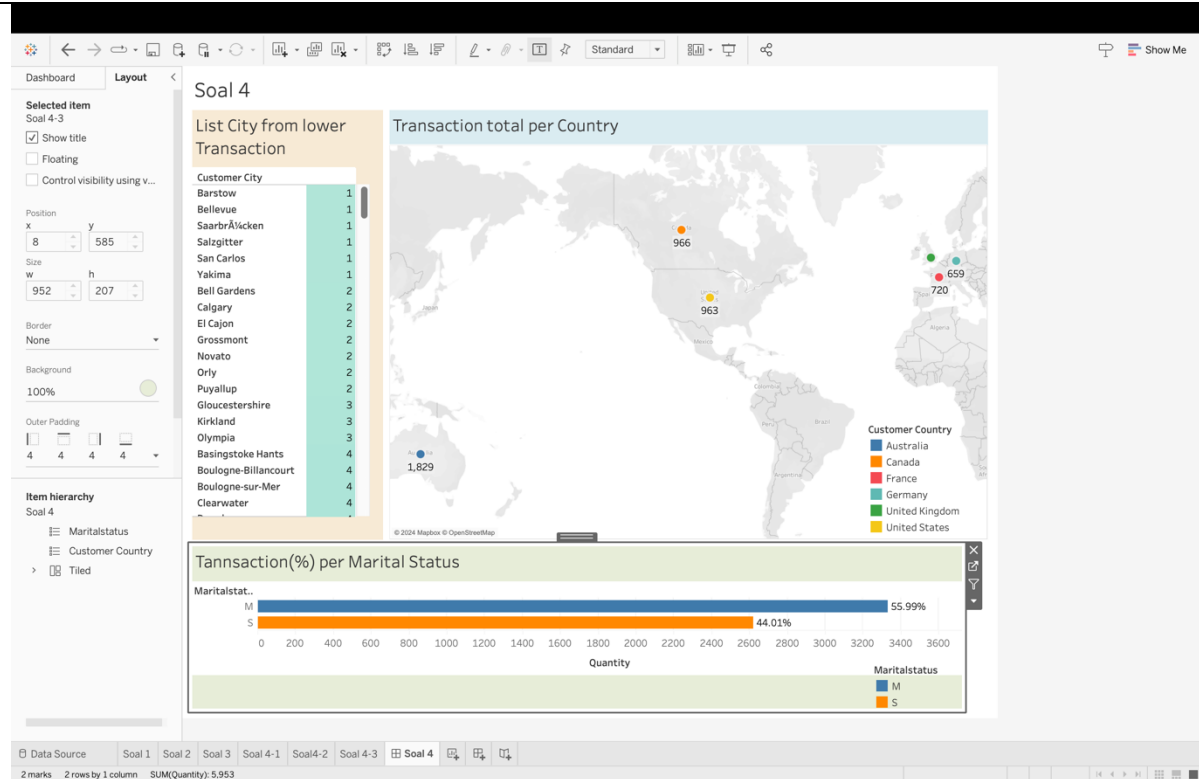 Standard
Show Me
Dashboard
Layout
Selected item
Soal 4-3
Show title
Floating
Control visibility using v...
Position
x y
8 585
Size
w h
952 207
Border
None
Background
100%
Outer Padding
4 4 4 4
Item hierarchy
Soal 4
Maritalstatus
Customer Country
Tiled
Soal 4
List City from lower
Transaction
Customer City
Barstow 1
Bellevue 1
SaarbrÃ¼cken 1
Salzgitter 1
San Carlos 1
Yakima 1
Bell Gardens 2
Calgary 2
El Cajon 2
Grossmont 2
Novato 2
Orly 2
Puyallup 2
Gloucestershire 3
Kirkland 3
Olympia 3
Basingstoke Hants 4
Boulogne-Billancourt 4
Boulogne-sur-Mer 4
Clearwater 4
Transaction total per Country
966
963
659
720
1,829
Japan
Mexico
Colombia
Peru
Brazil
Argentina
Algeria
© 2024 Mapbox © OpenStreetMap
Customer Country
Australia
Canada
France
Germany
United Kingdom
United States
Tannsaction(%) per Marital Status
Maritalstat..
M 55.99%
S 44.01%
0 200 400 600 800 1000 1200 1400 1600 1800 2000 2200 2400 2600 2800 3000 3200 3400 3600
Quantity
Maritalstatus
M
S
Data Source Soal 1 Soal 2 Soal 3 Soal 4-1 Soal4-2 Soal 4-3 Soal 4
2 marks 2 rows by 1 column SUM(Quantity): 5,953